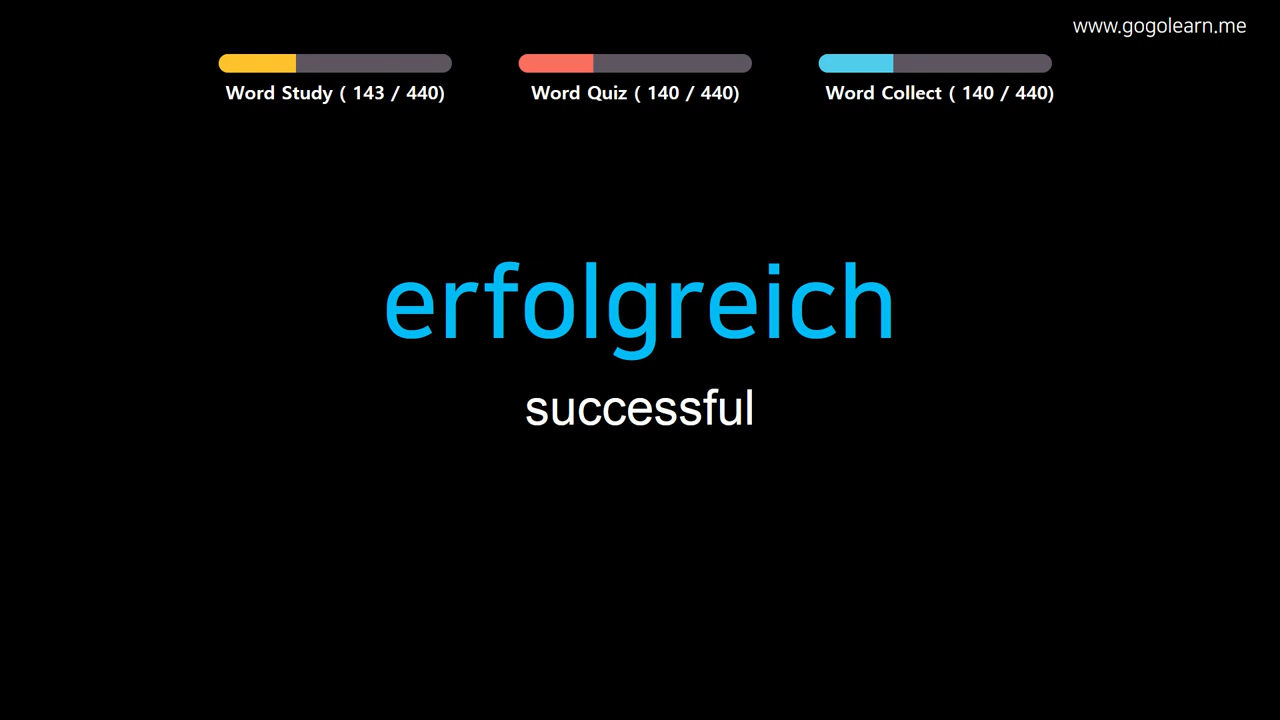 www.gogolearn.me
Word Study ( 143 / 440)
Word Quiz ( 140 / 440)
Word Collect ( 140 / 440)
erfolgreich
successful